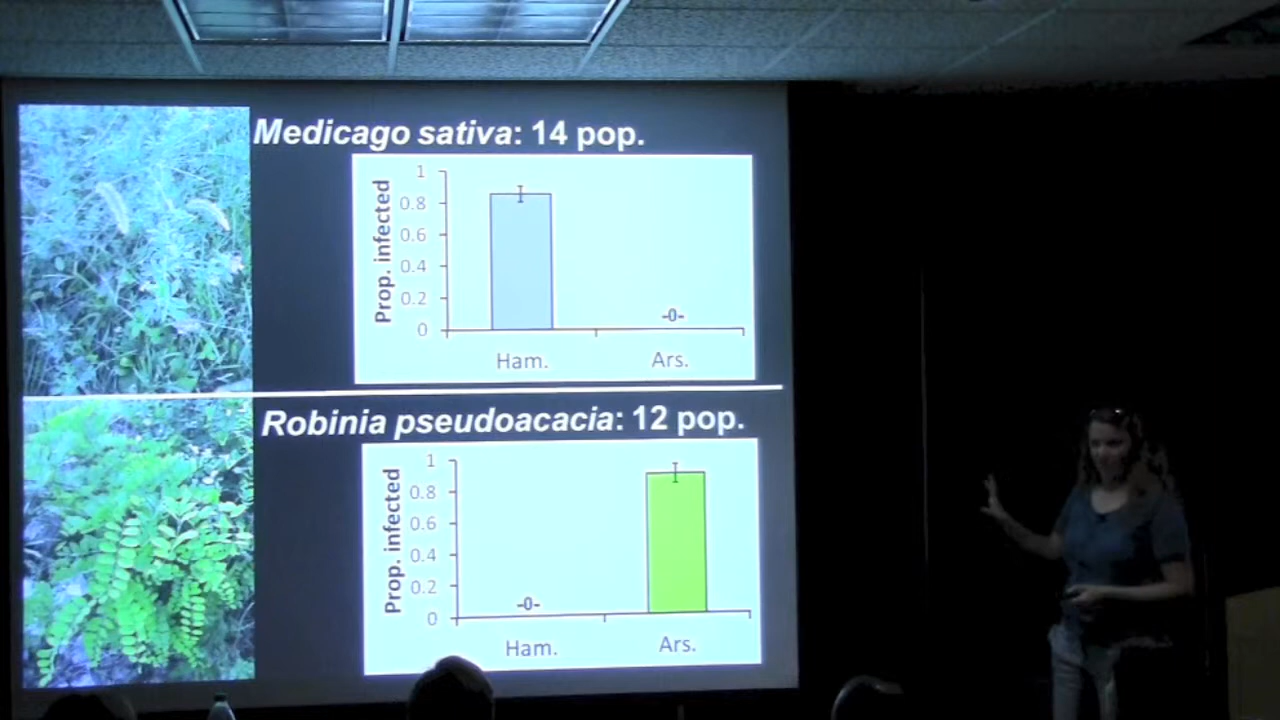 Medicago sativa: 14 pop.
Prop. infected
1
0.8
0.6
0.4
0.2
0
-0-
Ham.
Ars.
Robinia pseudoacacia: 12 pop.
Prop. infected
1
0.8
0.6
0.4
0.2
0
-0-
Ham.
Ars.